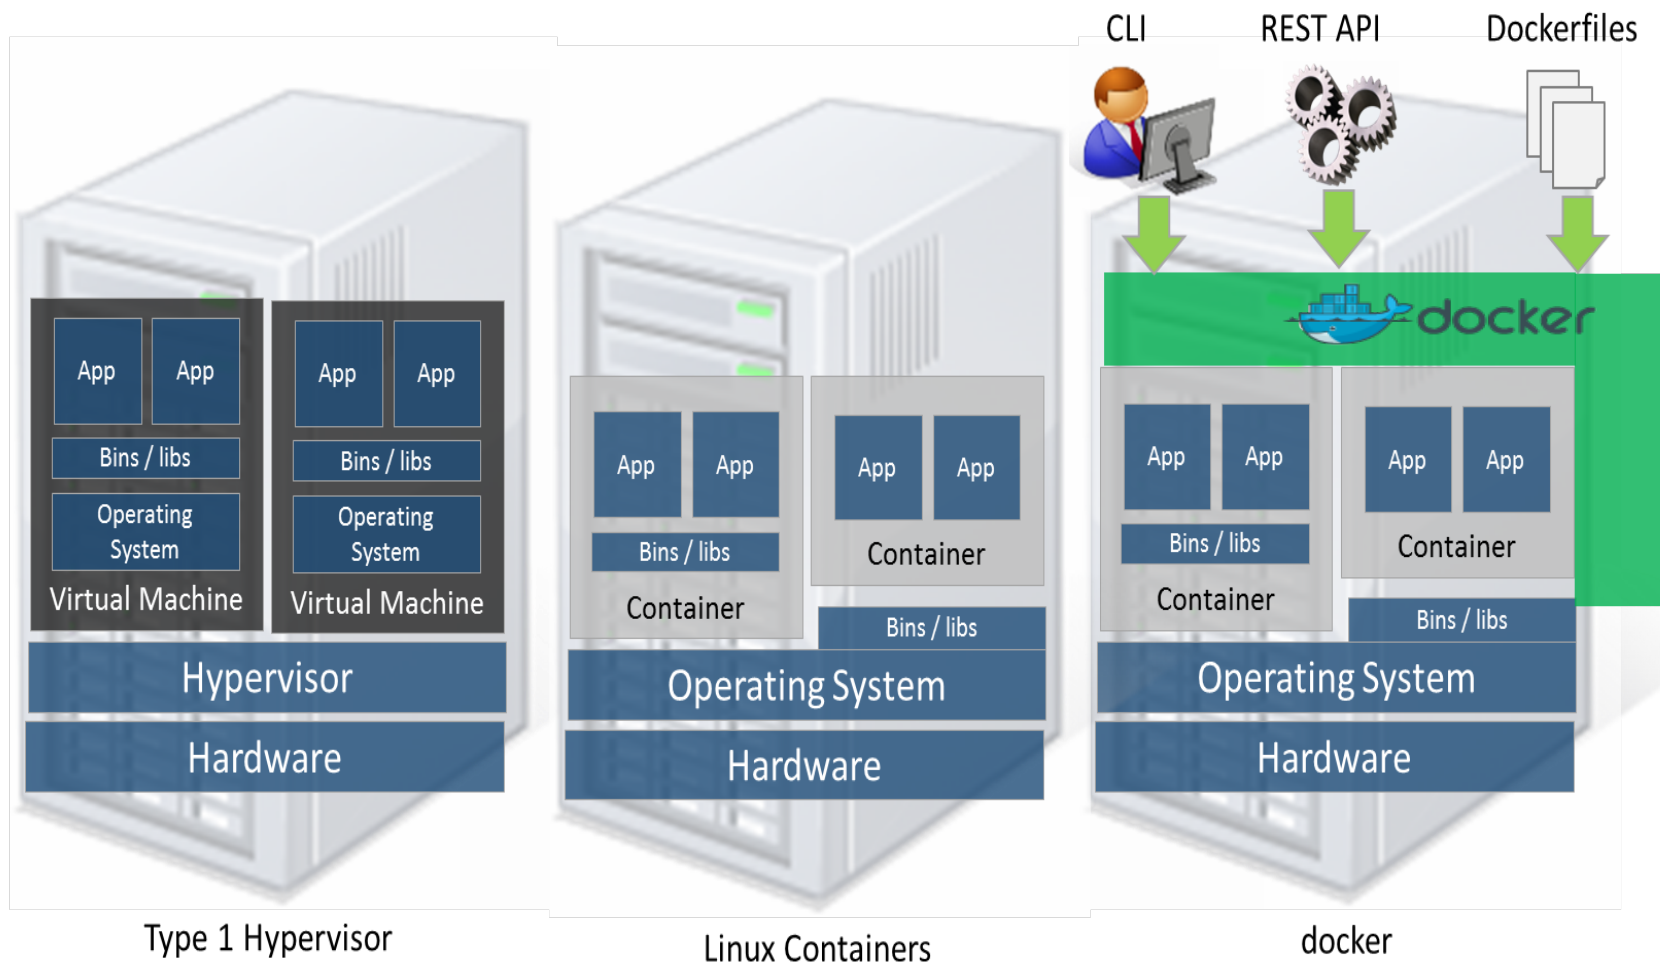 CLI
REST API
Dockerfiles
App
App
Bins / libs
Operating
System
Virtual Machine
App
App
Bins / libs
Operating
System
Virtual Machine
Hypervisor
Hardware
Type 1 Hypervisor
App
App
Bins / libs
Container
App
App
Container
Bins / libs
Operating System
Hardware
Linux Containers
docker
App
App
Bins / libs
Container
App
App
Container
Bins / libs
Operating System
Hardware
docker